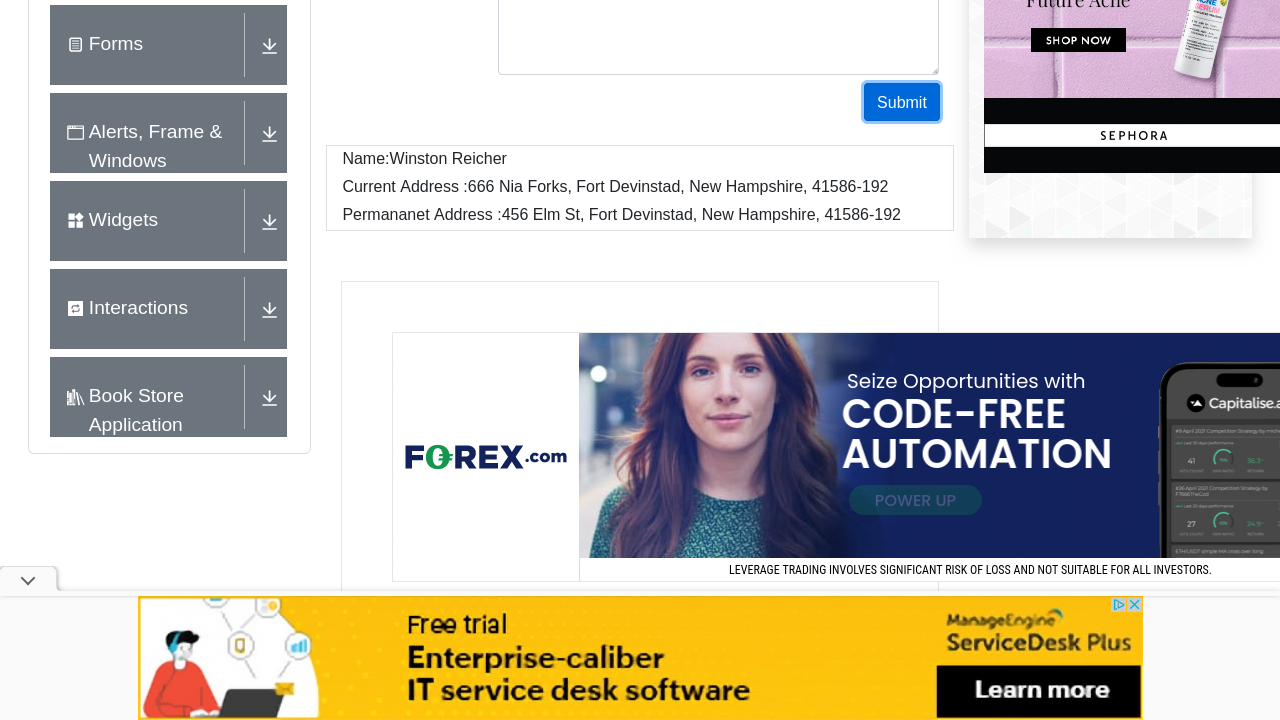 Forms
Alerts, Frame &
Windows
Widgets
Interactions
Book Store
Application
Submit
Name:Winston Reicher
Current Address :666 Nia Forks, Fort Devinstad, New Hampshire, 41586-192
Permananet Address :456 Elm St, Fort Devinstad, New Hampshire, 41586-192
Future Acne
ACNE
SERUM
SHOP NOW
SEPHORA
FOREX.com
Seize Opportunities with
CODE-FREE
AUTOMATION
POWER UP
Capitalise.a
41
27
LEVERAGE TRADING INVOLVES SIGNIFICANT RISK OF LOSS AND NOT SUITABLE FOR ALL INVESTORS.
Free trial
Enterprise-caliber
IT service desk software
ManageEngine
ServiceDesk Plus
Learn more